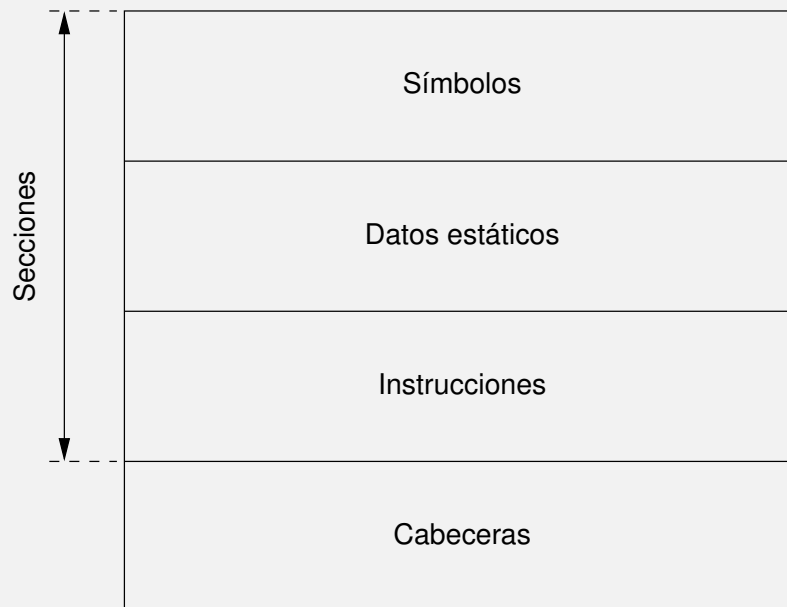 Símbolos
Datos estáticos
Secciones
Instrucciones
Cabeceras